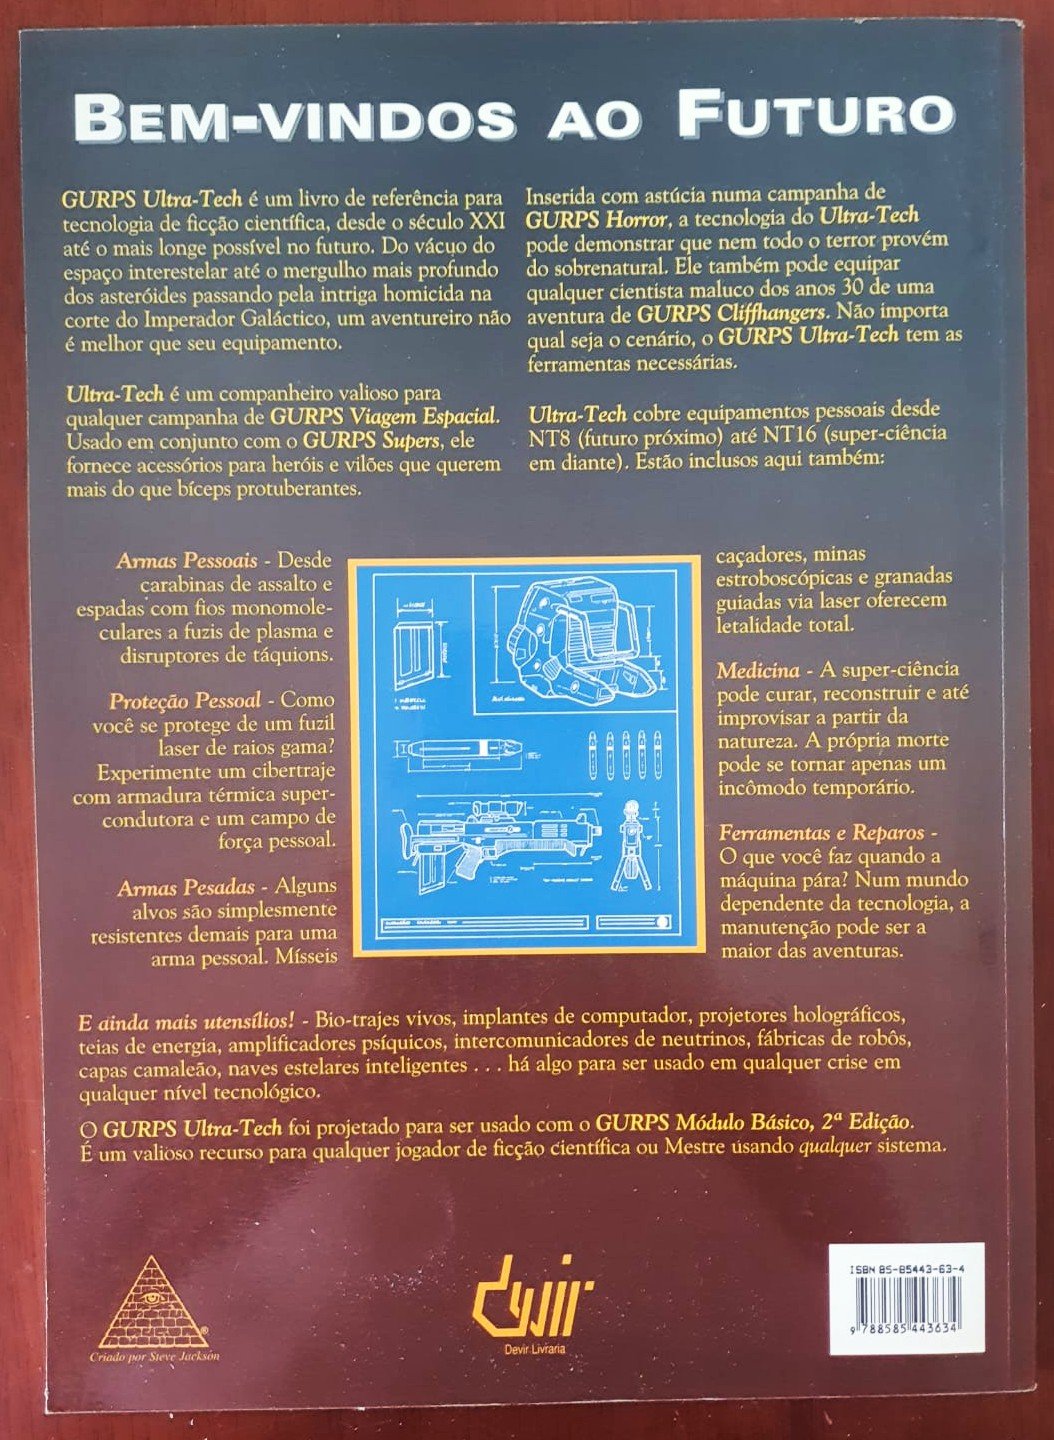 BEM-VINDOS AO FUTURO
GURPS Ultra-Tech é um livro de referência para
tecnologia de ficção científica, desde o século XXI
até o mais longe possível no futuro. Do vácuo do
espaço interestelar até o mergulho mais profundo
dos asteróides passando pela intriga homicida na
corte do Imperador Galáctico, um aventureiro não
é melhor que seu equipamento.
Ultra-Tech é um companheiro valioso para
qualquer campanha de GURPS Viagem Espacial.
Usado em conjunto com o GURPS Supers, ele
fornece acessórios para heróis e vilões que querem
mais do que bíceps protuberantes.
Inserida com astúcia numa campanha de
GURPS Horror, a tecnologia do Ultra-Tech
pode demonstrar que nem todo o terror provém
do sobrenatural. Ele também pode equipar
qualquer cientista maluco dos anos 30 de uma
aventura de GURPS Cliffhangers. Não importa
qual seja o cenário, o GURPS Ultra-Tech tem as
ferramentas necessárias.
Ultra-Tech cobre equipamentos pessoais desde
NT8 (futuro próximo) até NT16 (super-ciência
em diante). Estão inclusos aqui também:
Armas Pessoais - Desde
carabinas de assalto e
espadas com fios monomole-
culares a fuzis de plasma e
disruptores de táquions.
Proteção Pessoal - Como
você se protege de um fuzil
laser de raios gama?
Experimente um cibertraje
com armadura térmica super-
condutora e um campo de
força pessoal.
Armas Pesadas - Alguns
alvos são simplesmente
resistentes demais para uma
arma pessoal. Mísseis
caçadores, minas
estroboscópicas e granadas
guiadas via laser oferecem
letalidade total.
Medicina - A super-ciência
pode curar, reconstruir e até
improvisar a partir da
natureza. A própria morte
pode se tornar apenas um
incômodo temporário.
Ferramentas e Reparos -
O que você faz quando a
máquina pára? Num mundo
dependente da tecnologia, a
manutenção pode ser a
maior das aventuras.
E ainda mais utensílios! - Bio-trajes vivos, implantes de computador, projetores holográficos,
teias de energia, amplificadores psíquicos, intercomunicadores de neutrinos, fábricas de robôs,
capas camaleão, naves estelares inteligentes . . . há algo para ser usado em qualquer crise em
qualquer nível tecnológico.
O GURPS Ultra-Tech foi projetado para ser usado com o GURPS Módulo Básico, 2ª Edição.
É um valioso recurso para qualquer jogador de ficção científica ou Mestre usando qualquer sistema.
®
Criado por Steve Jackson
devir
Devir Livraria
ISBN 85-85443-63-4
9 788585 443634